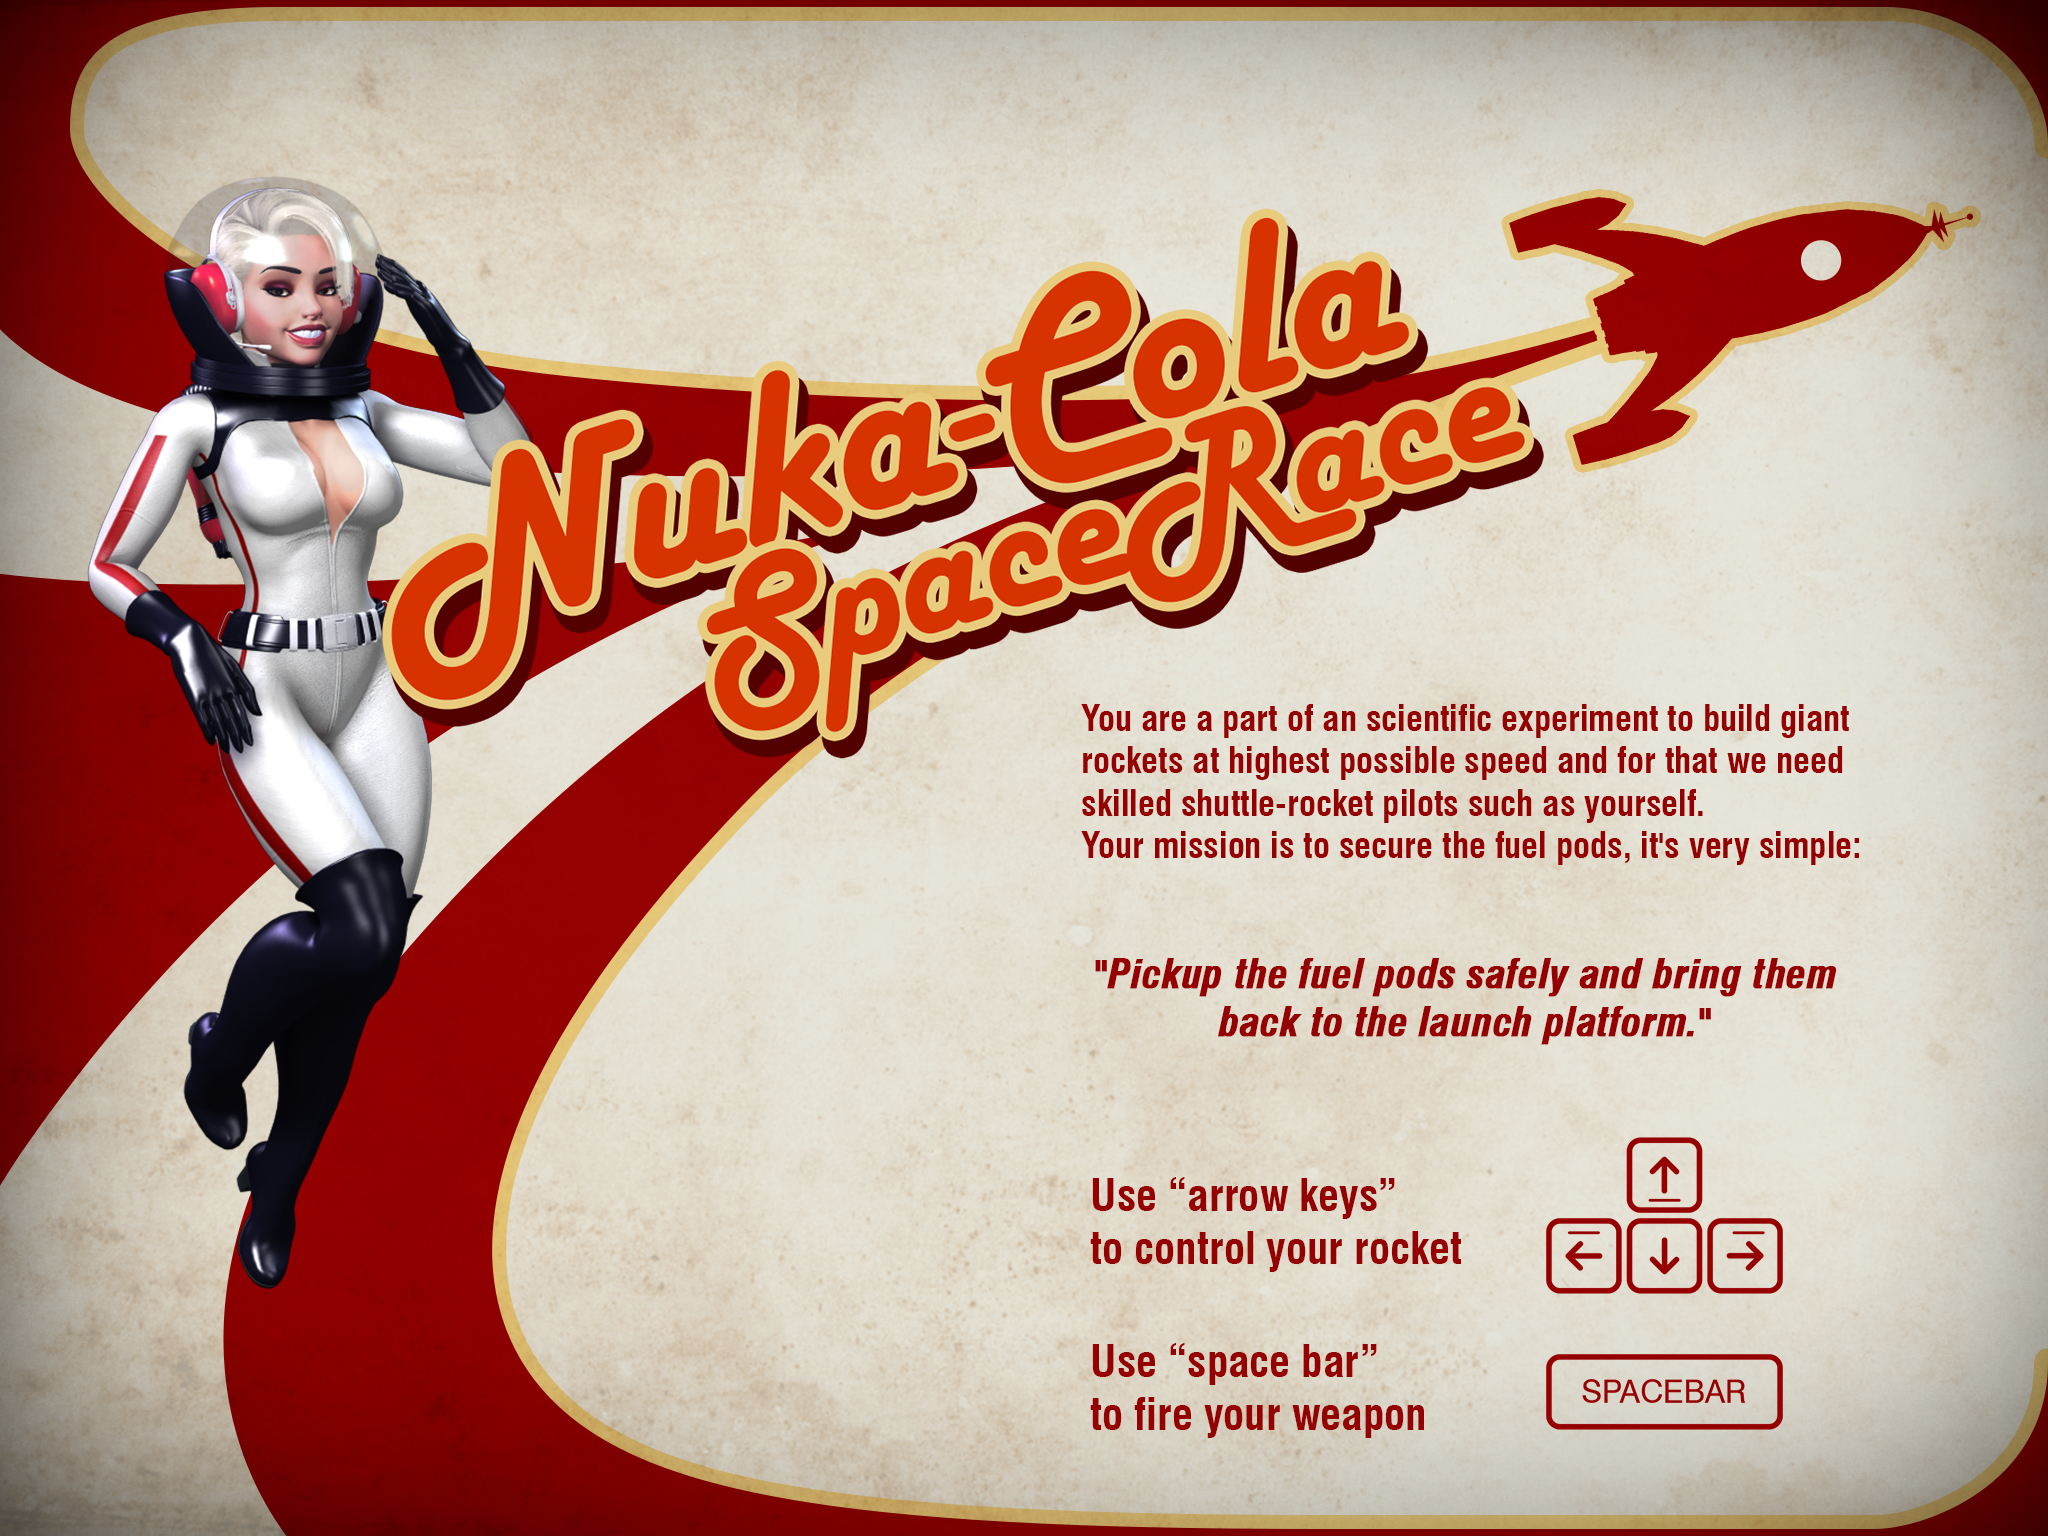 Nuka-Cola
Space Race
You are a part of an scientific experiment to build giant
rockets at highest possible speed and for that we need
skilled shuttle-rocket pilots such as yourself.
Your mission is to secure the fuel pods, it's very simple:
"Pickup the fuel pods safely and bring them
back to the launch platform."
Use “arrow keys”
to control your rocket
Use “space bar”
to fire your weapon
SPACEBAR